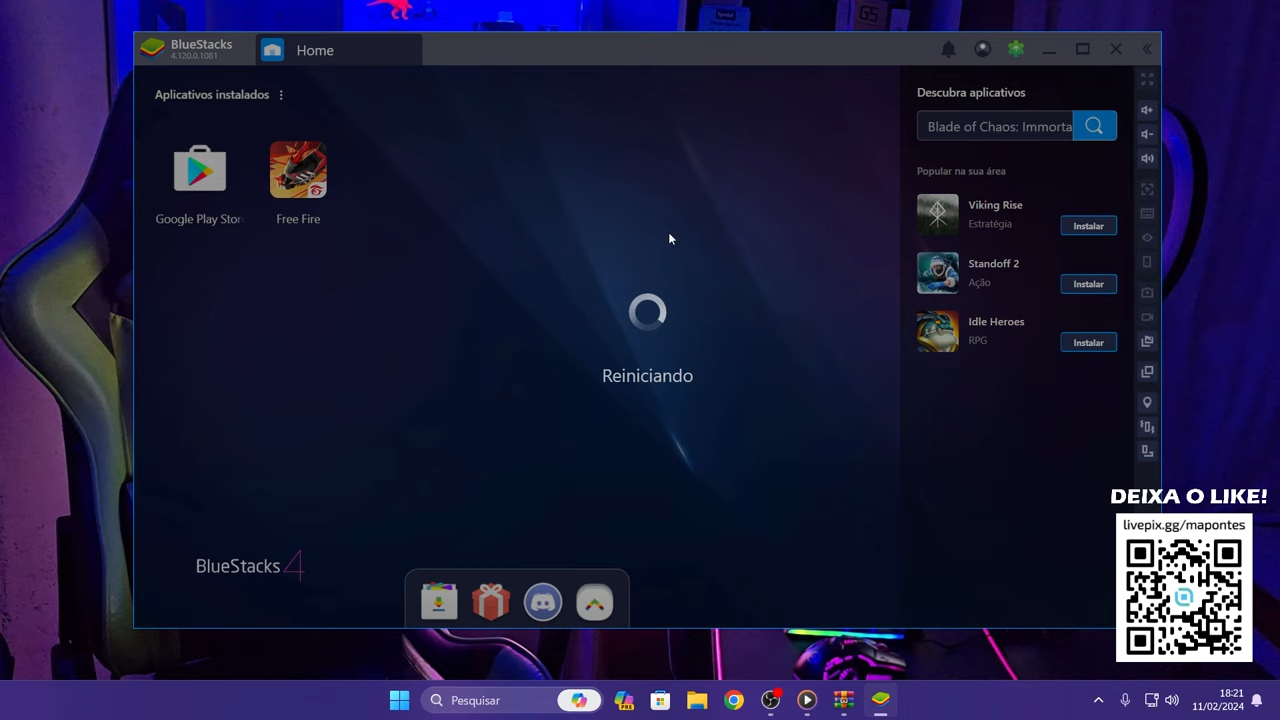 BlueStacks
4.120.0.1081
Home
Aplicativos instalados
Descubra aplicativos
Blade of Chaos: Immorta
Google Play Stor
Free Fire
Popular na sua área
Viking Rise
Estratégia
Instalar
Standoff 2
Ação
Instalar
Idle Heroes
RPG
Instalar
Reiniciando
BlueStacks 4
DEIXA O LIKE!
livepix.gg/mapontes
Pesquisar
PRE
18:21
11/02/2024